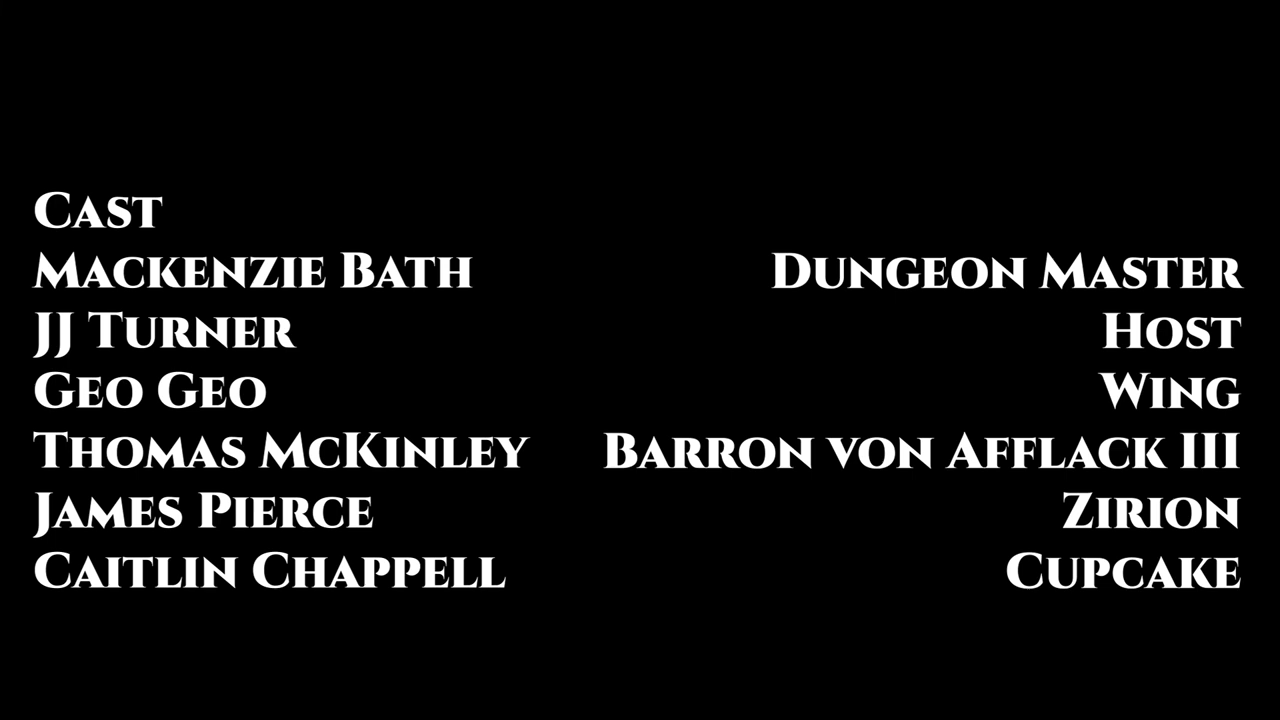 Cast
Mackenzie Bath Dungeon Master
JJ Turner Host
Geo Geo Wing
Thomas McKinley Barron von Afflack III
James Pierce Zirion
Caitlin Chappell Cupcake